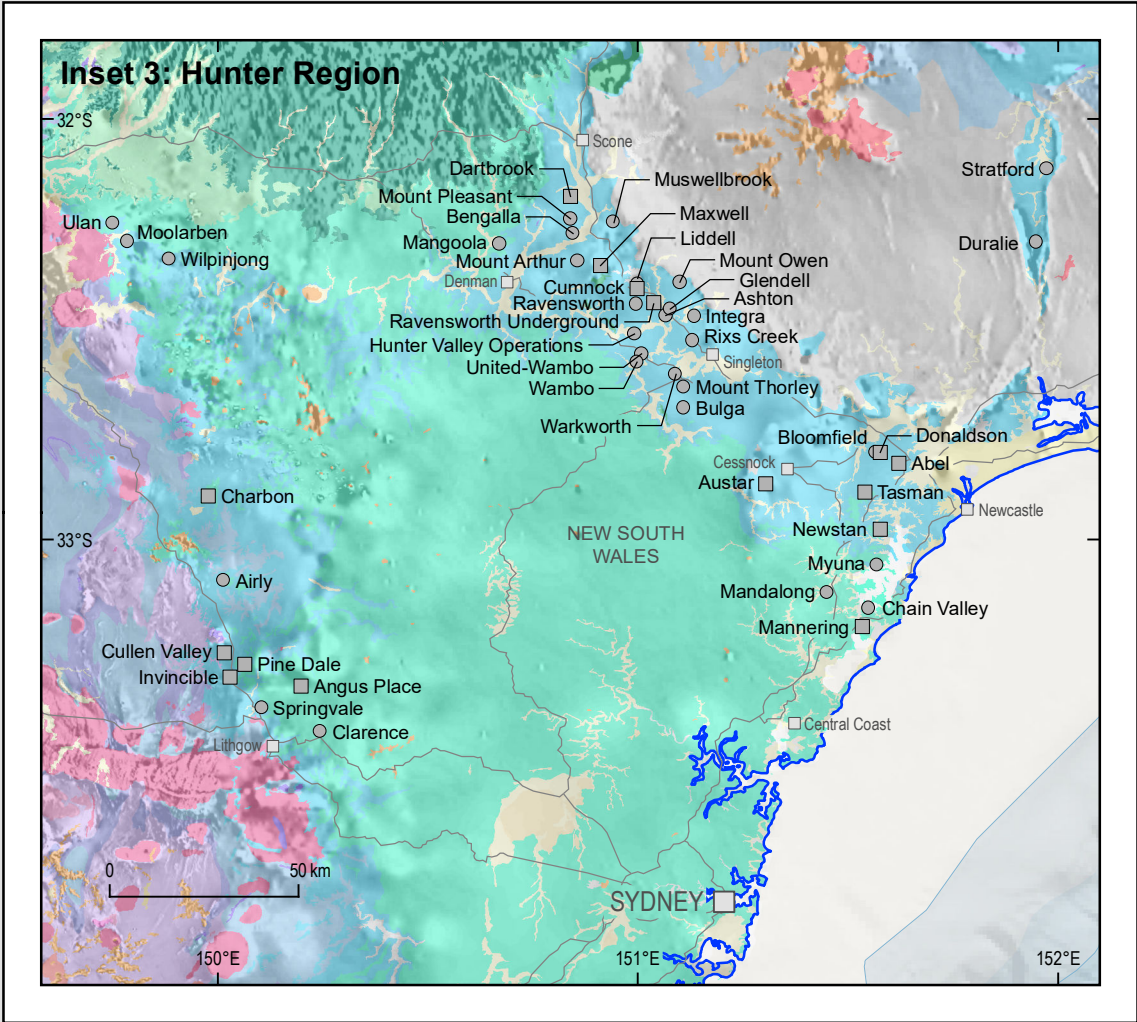 Inset 3: Hunter Region
32°S
Scone
Dartbrook
Muswellbrook
Stratford
Mount Pleasant
Bengalla
Maxwell
Ulan
Moolarben
Wilpinjong
Mangoola
Liddell
Duralie
Mount Arthur
Mount Owen
Denman
Cumnock
Glendell
Ravensworth
Ashton
Ravensworth Underground
Integra
Hunter Valley Operations
Rixs Creek
United-Wambo
Singleton
Wambo
Mount Thorley
Warkworth
Bulga
Bloomfield
Donaldson
Cessnock
Abel
Austar
Tasman
Charbon
Newcastle
33°S
NEW SOUTH
WALES
Newstan
Myuna
Airly
Mandalong
Chain Valley
Mannering
Cullen Valley
Pine Dale
Invincible
Angus Place
Springvale
Central Coast
Clarence
Lithgow
0
50 km
SYDNEY
150°E
151°E
152°E